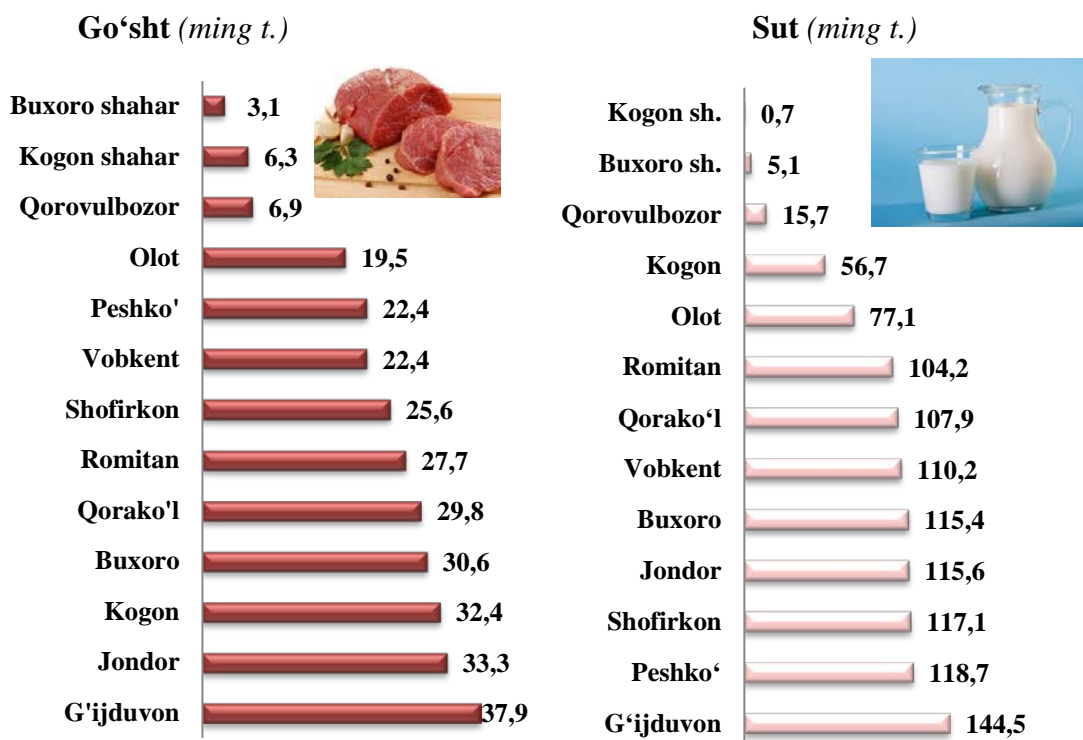 Go‘sht (ming t.)
Buxoro shahar 3,1
Kogon shahar 6,3
Qorovulbozor 6,9
Olot 19,5
Peshko' 22,4
Vobkent 22,4
Shofirkon 25,6
Romitan 27,7
Qorako'l 29,8
Buxoro 30,6
Kogon 32,4
Jondor 33,3
G'ijduvon 37,9
Sut (ming t.)
Kogon sh. 0,7
Buxoro sh. 5,1
Qorovulbozor 15,7
Kogon 56,7
Olot 77,1
Romitan 104,2
Qorako‘l 107,9
Vobkent 110,2
Buxoro 115,4
Jondor 115,6
Shofirkon 117,1
Peshko‘ 118,7
G‘ijduvon 144,5